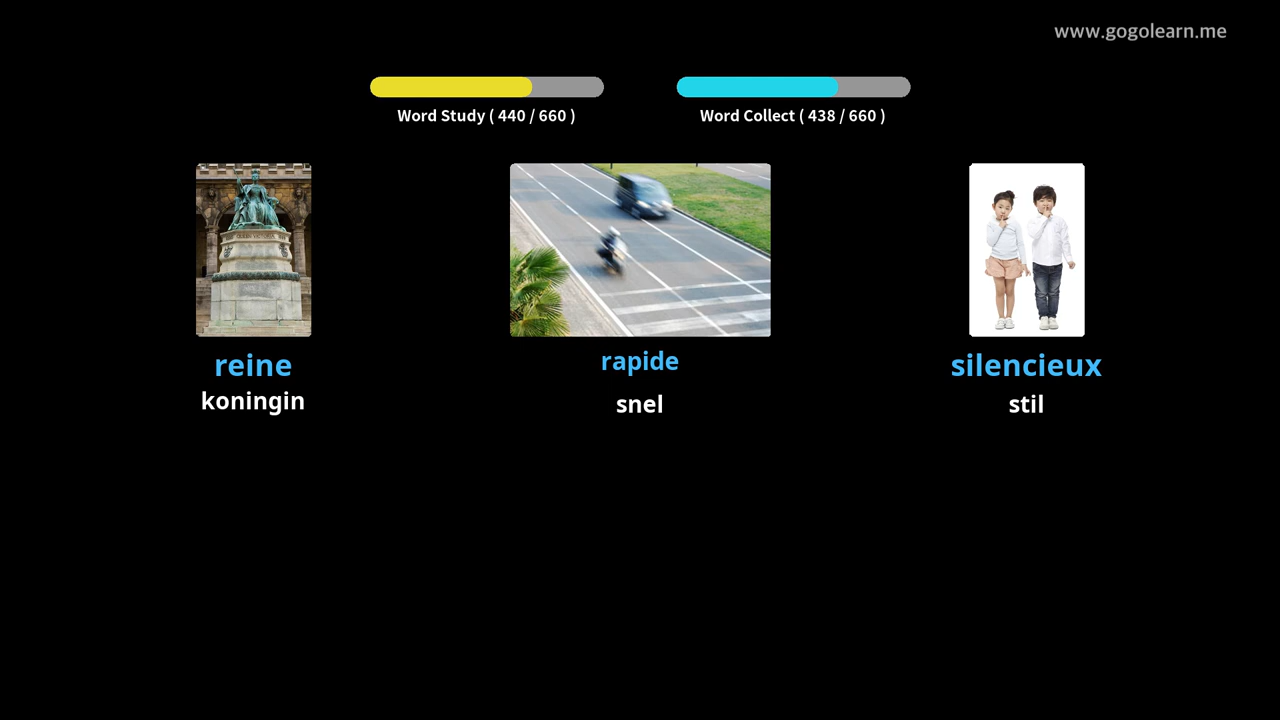 www.gogolearn.me
Word Study ( 440 / 660 )
Word Collect ( 438 / 660 )
reine
koningin
rapide
snel
silencieux
stil